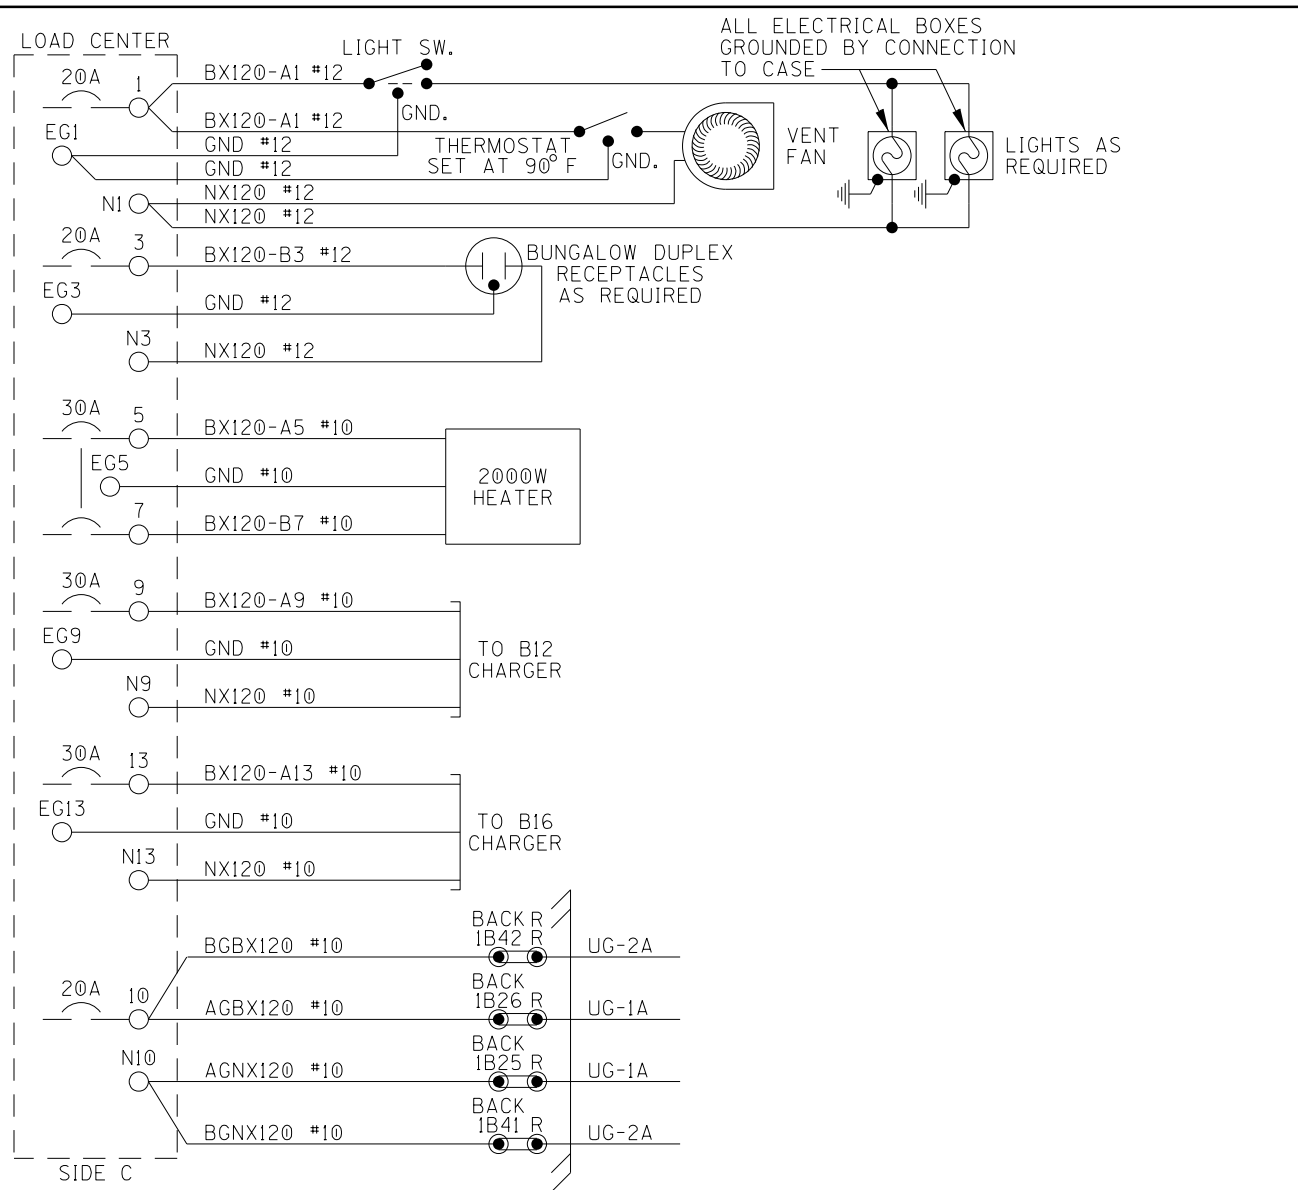 ALL ELECTRICAL BOXES
GROUNDED BY CONNECTION
TO CASE
LOAD CENTER
LIGHT SW.
20A
1
BX120-A1 #12
GND.
BX120-A1 #12
EG1
GND #12
GND #12
THERMOSTAT
SET AT 90° F
GND.
VENT
FAN
LIGHTS AS
REQUIRED
N1
NX120 #12
NX120 #12
20A
3
BX120-B3 #12
BUNGALOW DUPLEX
RECEPTACLES
AS REQUIRED
EG3
GND #12
N3
NX120 #12
30A
5
BX120-A5 #10
EG5
GND #10
2000W
HEATER
7
BX120-B7 #10
30A
9
BX120-A9 #10
EG9
GND #10
TO B12
CHARGER
N9
NX120 #10
30A
13
BX120-A13 #10
EG13
GND #10
TO B16
CHARGER
N13
NX120 #10
BACK R
1B42 R
BGBX120 #10
UG-2A
20A
10
BACK
1B26 R
AGBX120 #10
UG-1A
N10
BACK
1B25 R
AGNX120 #10
UG-1A
BACK
1B41 R
BGNX120 #10
UG-2A
SIDE C